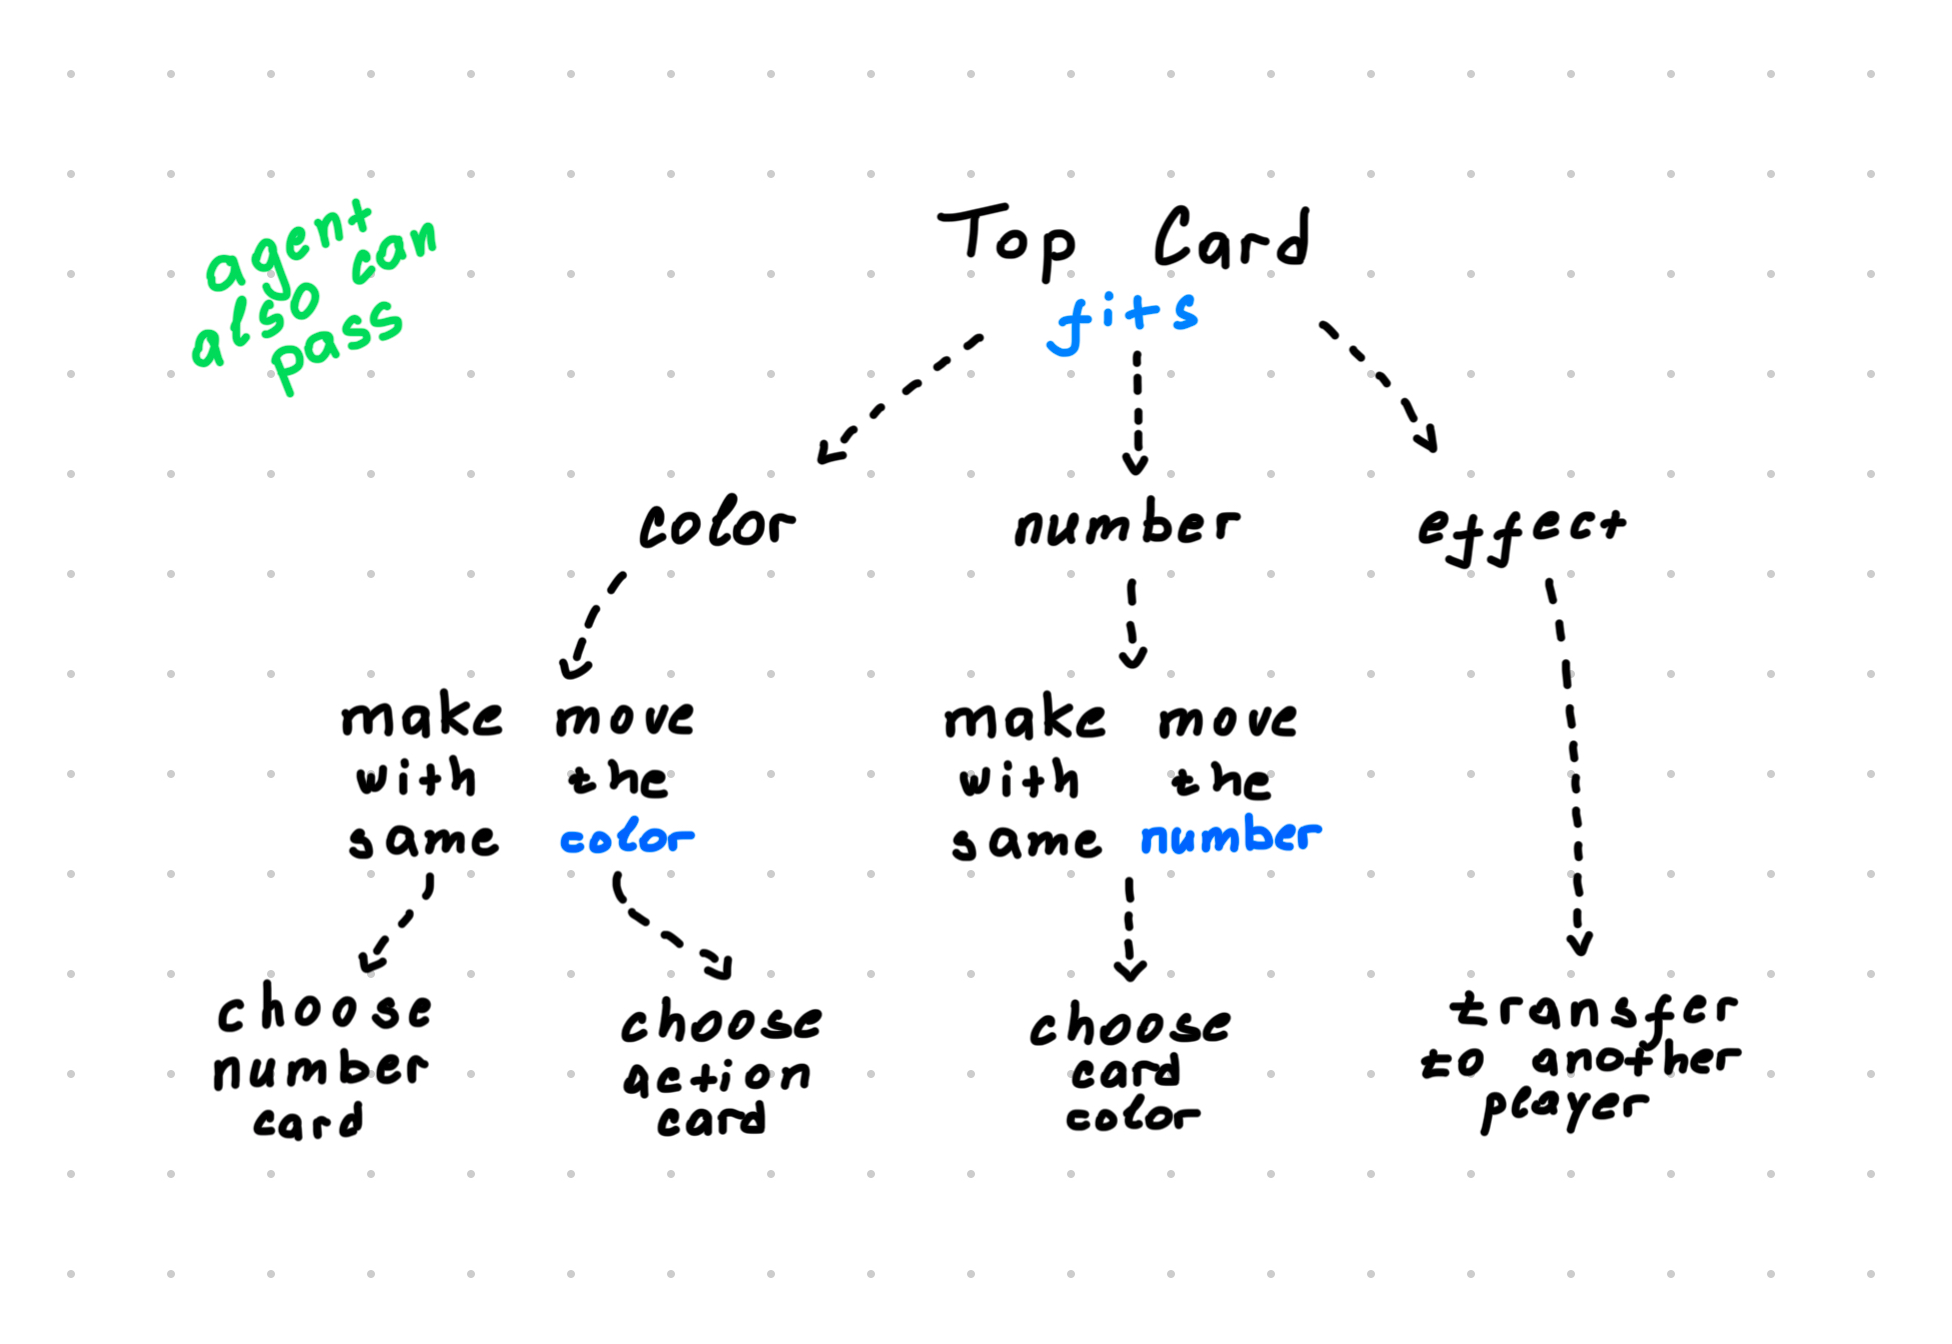 agent
also can
pass
Top Card
fits
color
number
effect
make move
with the
same color
make move
with the
same number
choose
number
card
choose
action
card
choose
card
color
transfer
to another
player